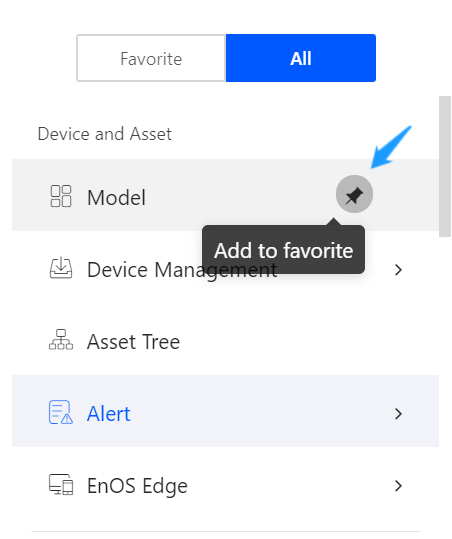 Favorite
All
Device and Asset
Model
Add to favorite
Device Management
Asset Tree
Alert
EnOS Edge